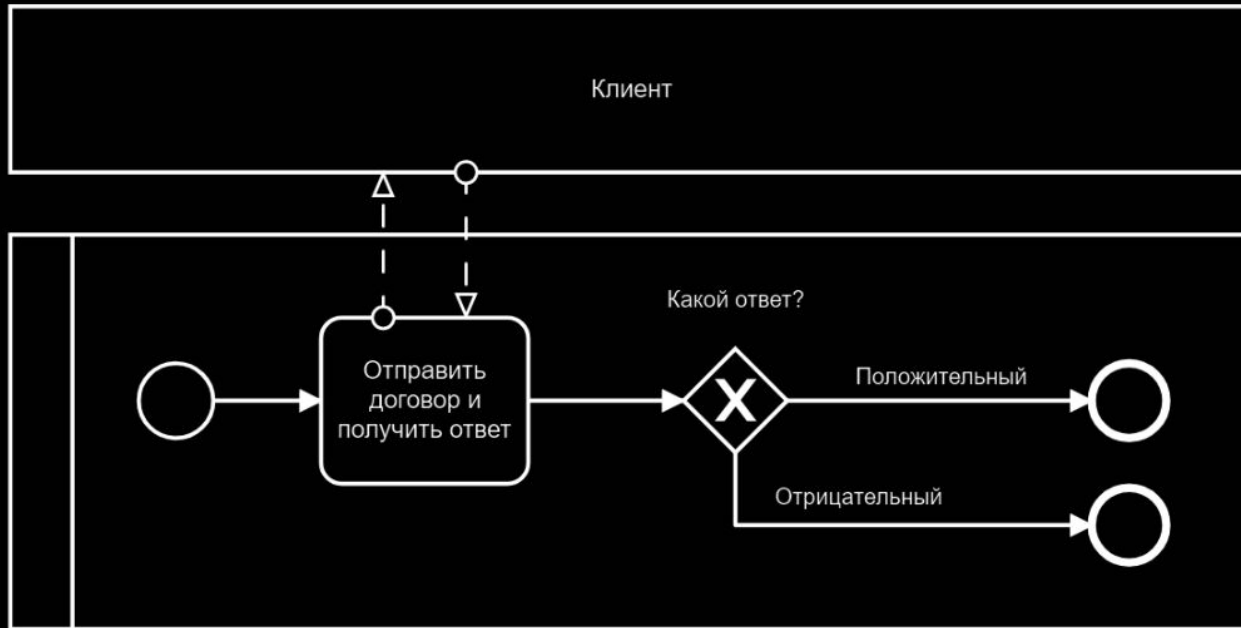 Клиент
Какой ответ?
Отправить
договор и
получить ответ
Положительный
X
Отрицательный